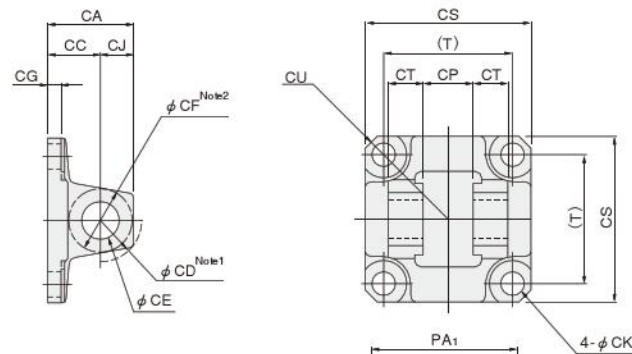 CA
CC CJ
CG
φ CF Note2
φ CD Note1
φ CE
CS
(T)
CT CP CT
CU
(T)
CS
4-φ CK
PA1